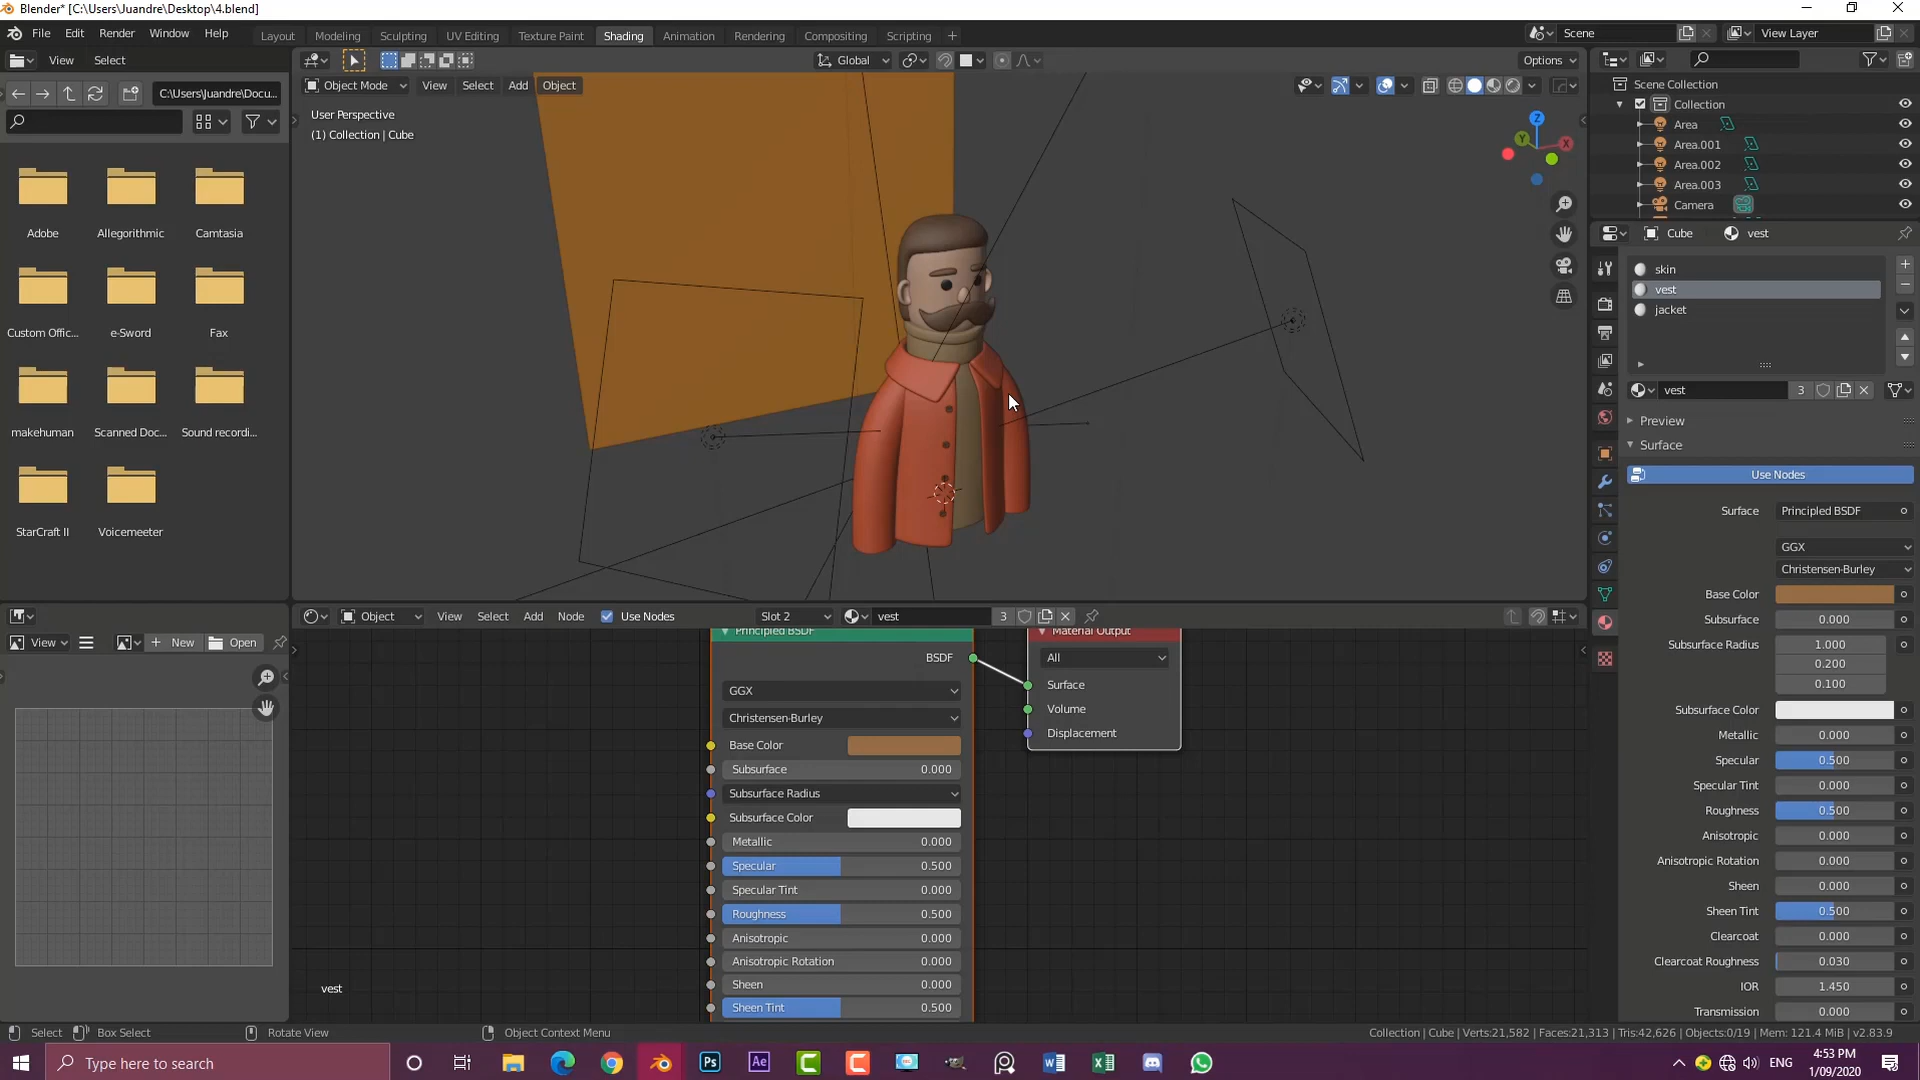 Blender* [C:\Users\Juandre\Desktop\4.blend]
File Edit Render Window Help
Layout Modeling Sculpting UV Editing Texture Paint Shading Animation Rendering Compositing Scripting
Scene
View Layer
View Select
Global
Options
C:\Users\Juandre\Docu...
Object Mode View Select Add Object
User Perspective
(1) Collection | Cube
Z
Y
X
Adobe
Allegorithmic
Camtasia
Custom Offic...
e-Sword
Fax
makehuman
Scanned Doc...
Sound recordi...
StarCraft II
Voicemeeter
Scene Collection
Collection
Area
Area.001
Area.002
Area.003
Camera
Cube
vest
skin
vest
jacket
vest 3
Preview
Surface
Use Nodes
Surface Principled BSDF
GGX
Christensen-Burley
Base Color
Subsurface 0.000
Subsurface Radius 1.000
0.200
0.100
Subsurface Color
Metallic 0.000
Specular 0.500
Specular Tint 0.000
Roughness 0.500
Anisotropic 0.000
Anisotropic Rotation 0.000
Sheen 0.000
Sheen Tint 0.500
Clearcoat 0.000
Clearcoat Roughness 0.030
IOR 1.450
Transmission 0.000
View New Open
Object View Select Add Node Use Nodes Slot 2 vest 3
Principled BSDF
BSDF
GGX
Christensen-Burley
Base Color
Subsurface 0.000
Subsurface Radius
Subsurface Color
Metallic 0.000
Specular 0.500
Specular Tint 0.000
Roughness 0.500
Anisotropic 0.000
Anisotropic Rotation 0.000
Sheen 0.000
Sheen Tint 0.500
Material Output
All
Surface
Volume
Displacement
vest
Select Box Select Rotate View Object Context Menu
Collection | Cube | Verts:21,582 | Faces:21,313 | Tris:42,626 | Objects:0/19 | Mem: 121.4 MiB | v2.83.9
Type here to search
Ps
Ae
ENG
4:53 PM
1/09/2020